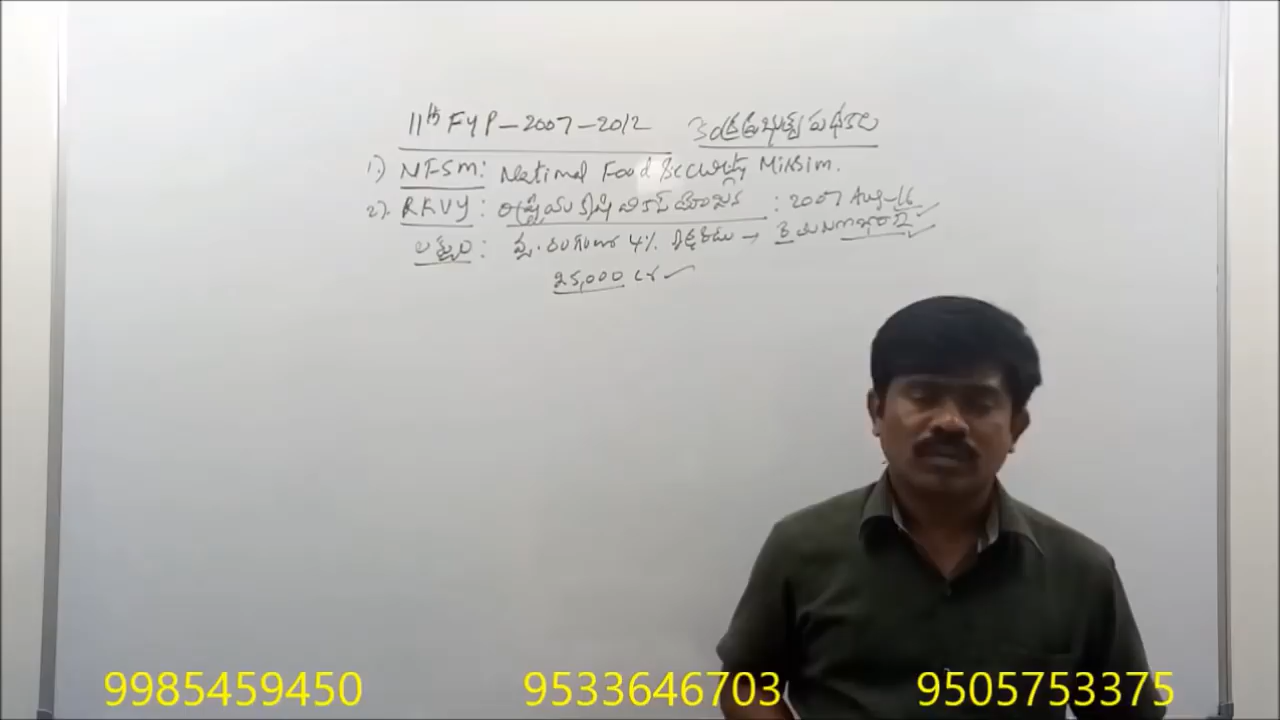 11th FYP-2007-2012 కేంద్రప్రభుత్వ పథకాలు
1.) NFSM: National Food Security Mission.
2). RKVY: రాష్ట్రీయ కృషి వికాస్ యోజన : 2007 Aug-16
లక్ష్యం: వ్య. రంగంలో 4%
25,000 Cr
9985459450 9533646703 9505753375